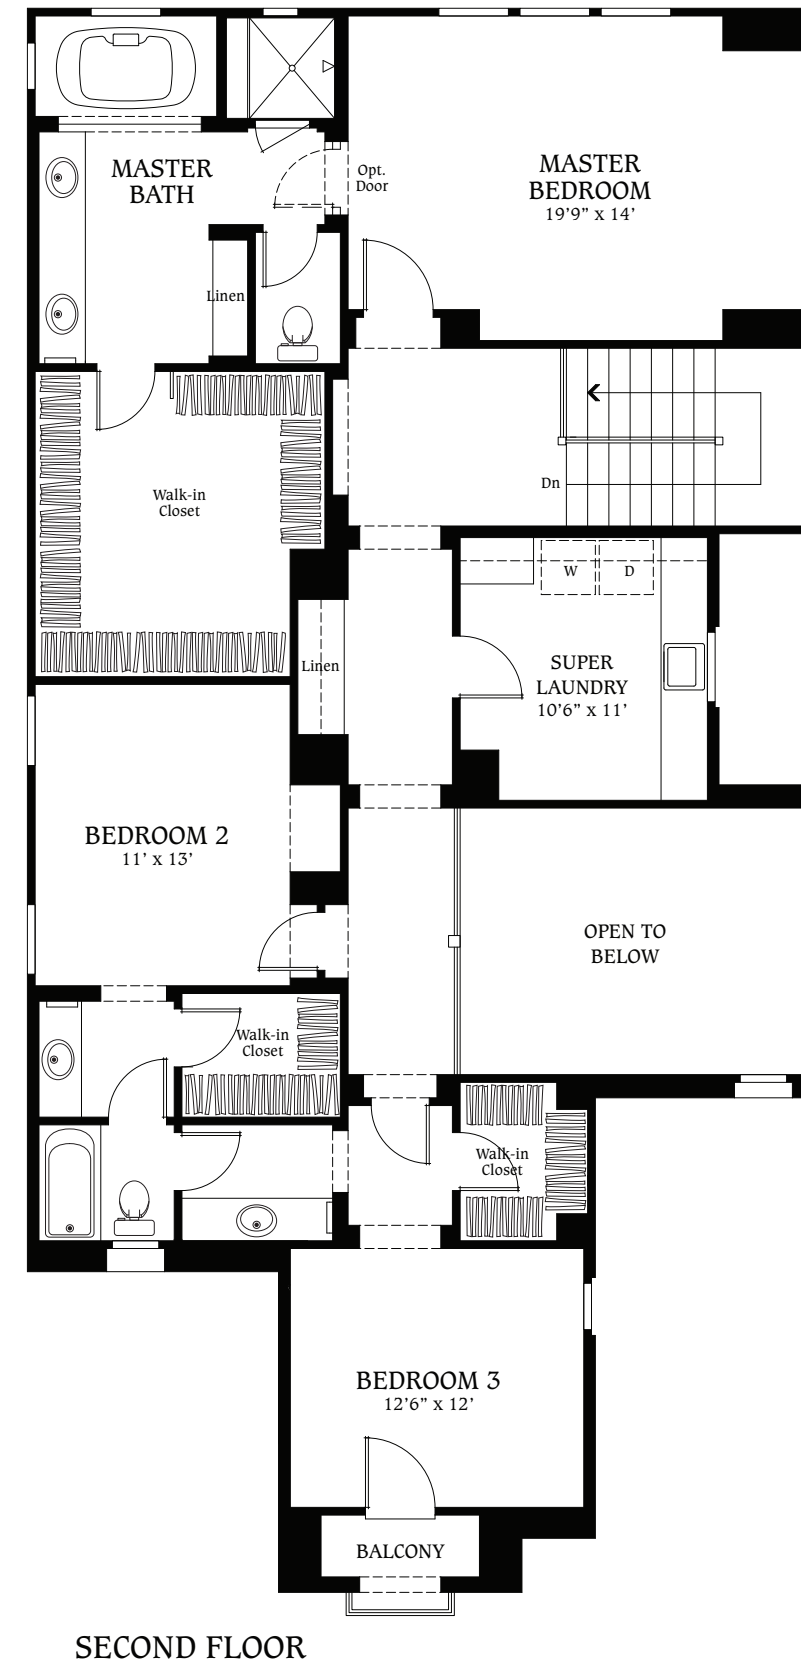 MASTER
BATH
Opt.
Door
MASTER
BEDROOM
19'9" x 14'
Linen
Walk-in
Closet
Dn
W
D
Linen
SUPER
LAUNDRY
10'6" x 11'
BEDROOM 2
11' x 13'
OPEN TO
BELOW
Walk-in
Closet
Walk-in
Closet
BEDROOM 3
12'6" x 12'
BALCONY
SECOND FLOOR